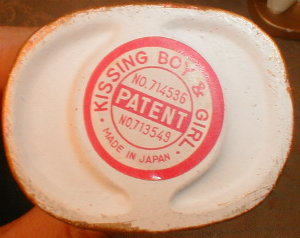 • KISSING BOY & GIRL •
NO. 714536
PATENT
NO. 713549
MADE IN JAPAN